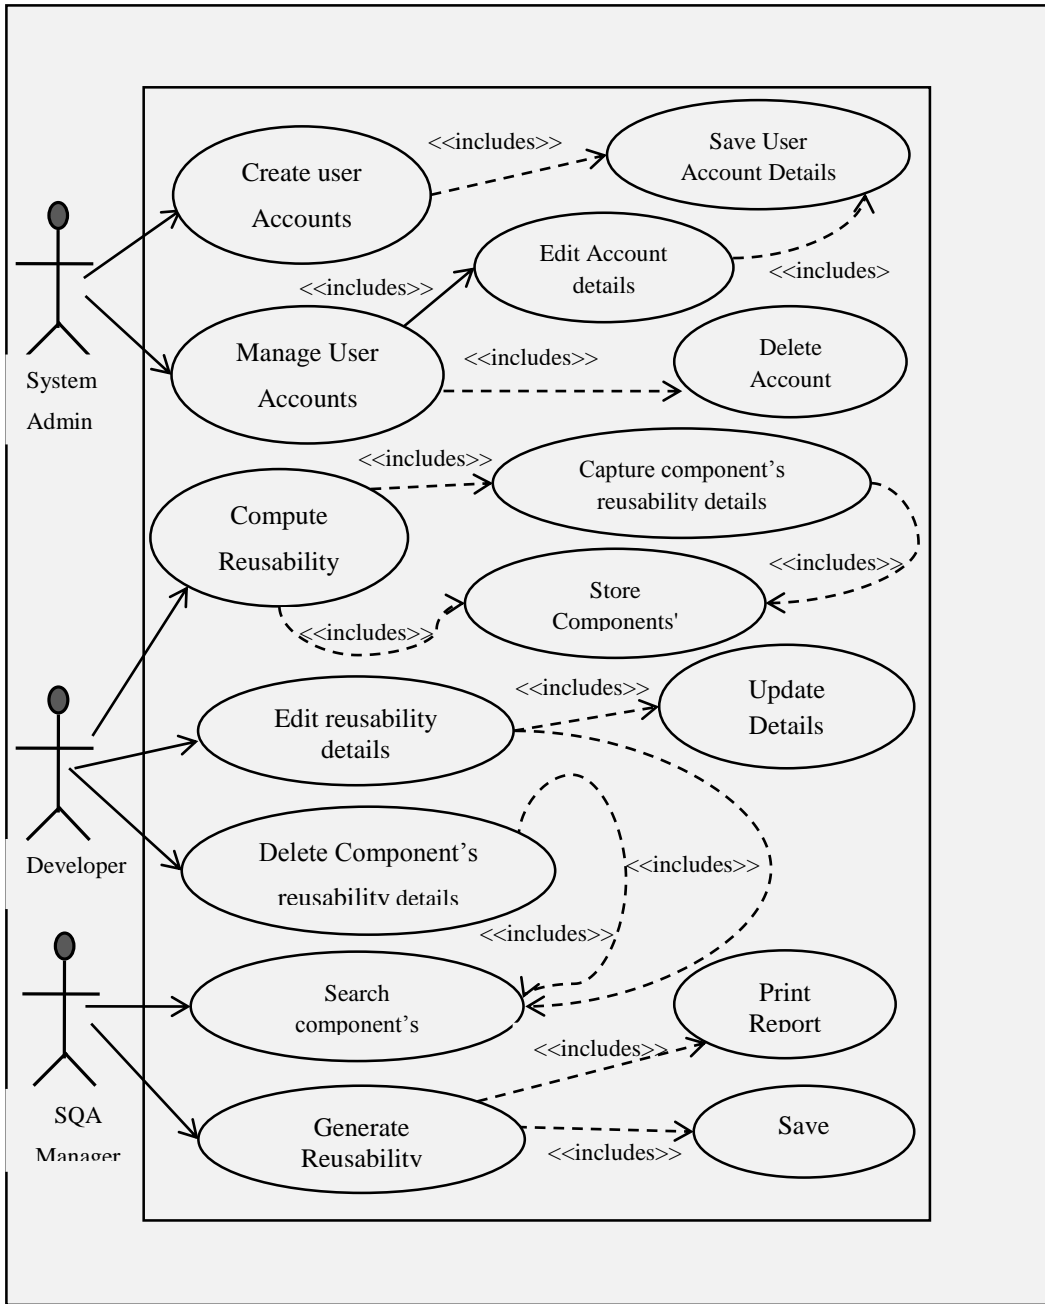 <<includes>>
Save User
Account Details
Create user
Accounts
Edit Account
details
<<includes>
<<includes>>
Manage User
Accounts
<<includes>>
Delete
Account
System
Admin
<<includes>>
Capture component's
reusability details
Compute
Reusability
<<includes>>
Store
Components'
<<includes>>
<<includes>>
Update
Details
Edit reusability
details
Delete Component's
reusability details
<<includes>>
Developer
<<includes>>
Search
component's
Print
Report
<<includes>>
SQA
Manager
Generate
Reusability
Save
<<includes>>